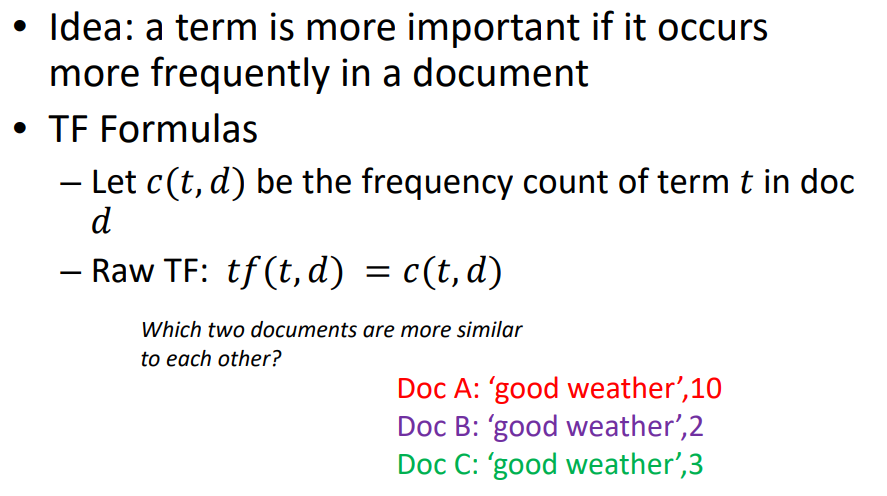 • Idea: a term is more important if it occurs
more frequently in a document
• TF Formulas
– Let c(t, d) be the frequency count of term t in doc
d
– Raw TF: tf(t, d) = c(t, d)
Which two documents are more similar
to each other?
Doc A: ‘good weather’,10
Doc B: ‘good weather’,2
Doc C: ‘good weather’,3